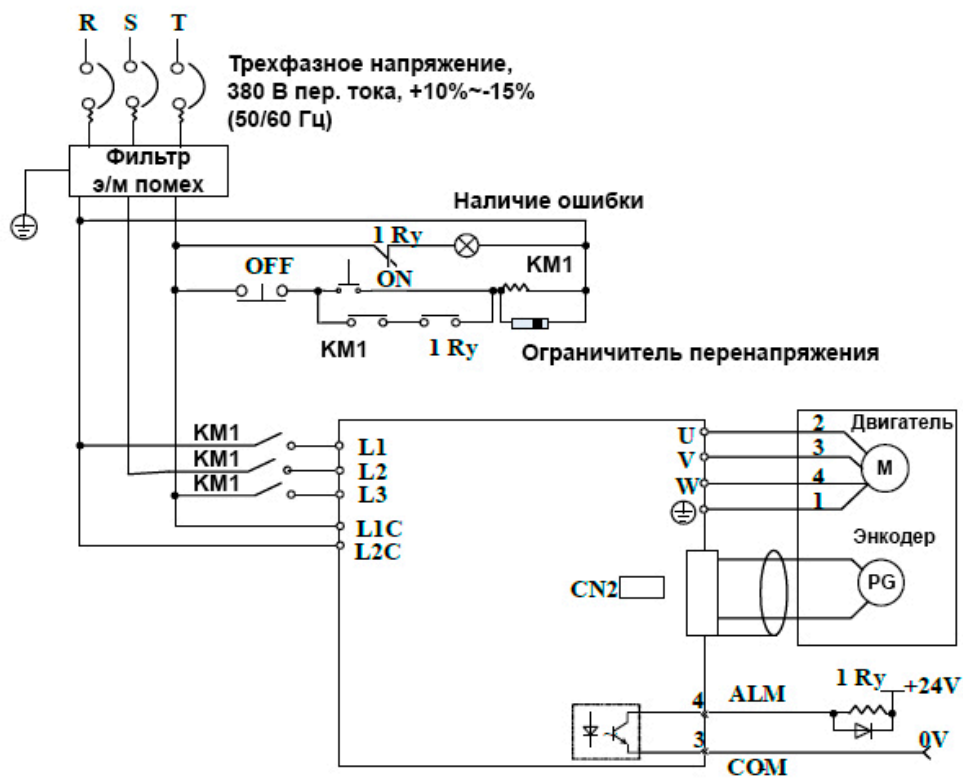 R S T
Трехфазное напряжение,
380 В пер. тока, +10%~-15%
(50/60 Гц)
Фильтр
э/м помех
Наличие ошибки
1 Ry
OFF
ON
KM1
KM1
1 Ry
Ограничитель перенапряжения
KM1
KM1
KM1
L1
L2
L3
L1C
L2C
U
V
W
2
3
4
1
Двигатель
M
Энкодер
PG
CN2
1 Ry
+24V
4
ALM
3
COM
0V